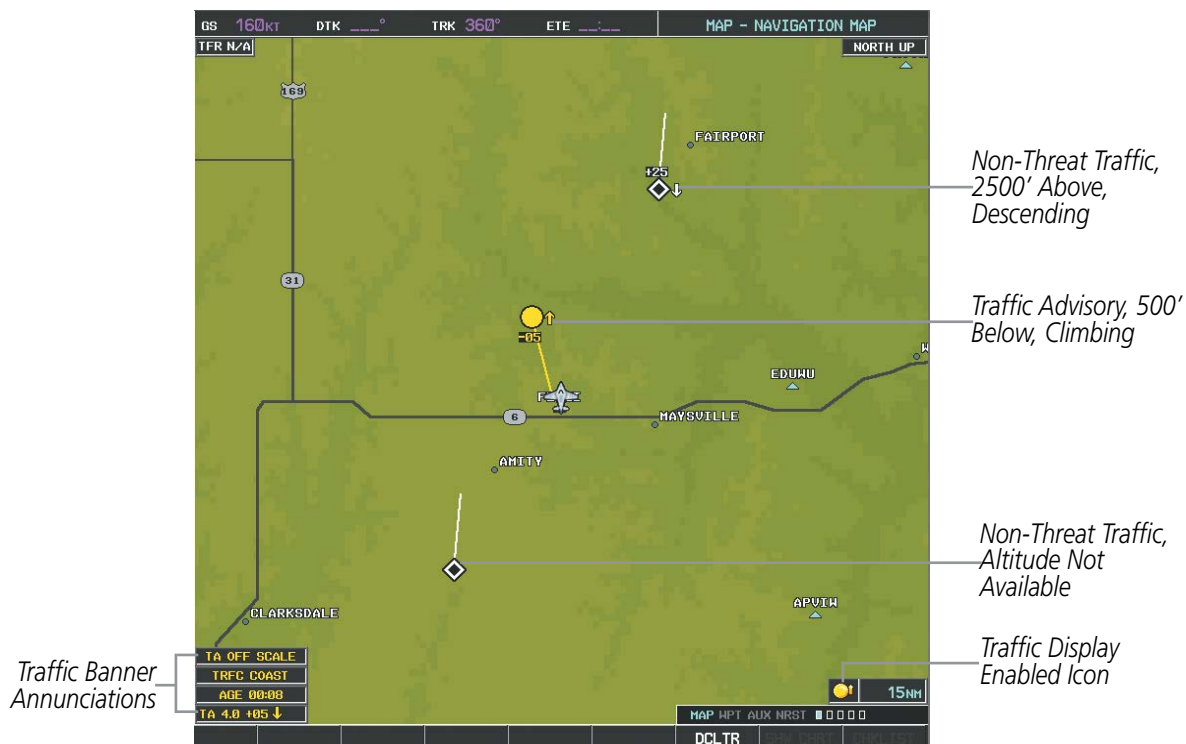 GS 160KT DTK ___° TRK 360° ETE __:__ MAP - NAVIGATION MAP
TFR N/A
NORTH UP
169
FAIRPORT
+25
Non-Threat Traffic,
2500' Above,
Descending
31
Traffic Advisory, 500'
Below, Climbing
-05
EDUWU
6
MAYSVILLE
AMITY
Non-Threat Traffic,
Altitude Not
Available
APVIW
CLARKSDALE
Traffic Display
Enabled Icon
Traffic Banner
Annunciations
TA OFF SCALE
TRFC COAST
AGE 00:08
TA 4.0 +05
15NM
MAP WPT AUX NRST
DCLTR SHW CHRT CHKLIST